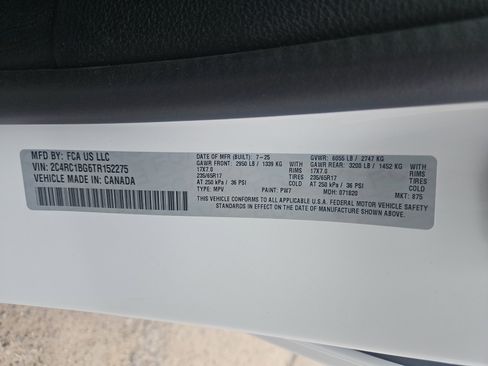 MFD BY: FCA US LLC
VIN: 2C4RC1BG6TR152275
VEHICLE MADE IN: CANADA
DATE OF MFR (BUILT): 7-25 GVWR: 6055 LB / 2747 KG
GAWR FRONT: 2950 LB / 1339 KG WITH GAWR REAR: 3200 LB / 1452 KG WITH
17X7.0 RIMS 17X7.0 RIMS
235/65R17 TIRES 235/65R17 TIRES
AT 250 kPa / 36 PSI AT 250 kPa / 36 PSI COLD
TYPE: MPV PAINT: PW7 MDH: 071020 MKT: 875
THIS VEHICLE CONFORMS TO ALL APPLICABLE U.S.A. FEDERAL MOTOR VEHICLE SAFETY
STANDARDS IN EFFECT ON THE DATE OF MANUFACTURE SHOWN ABOVE